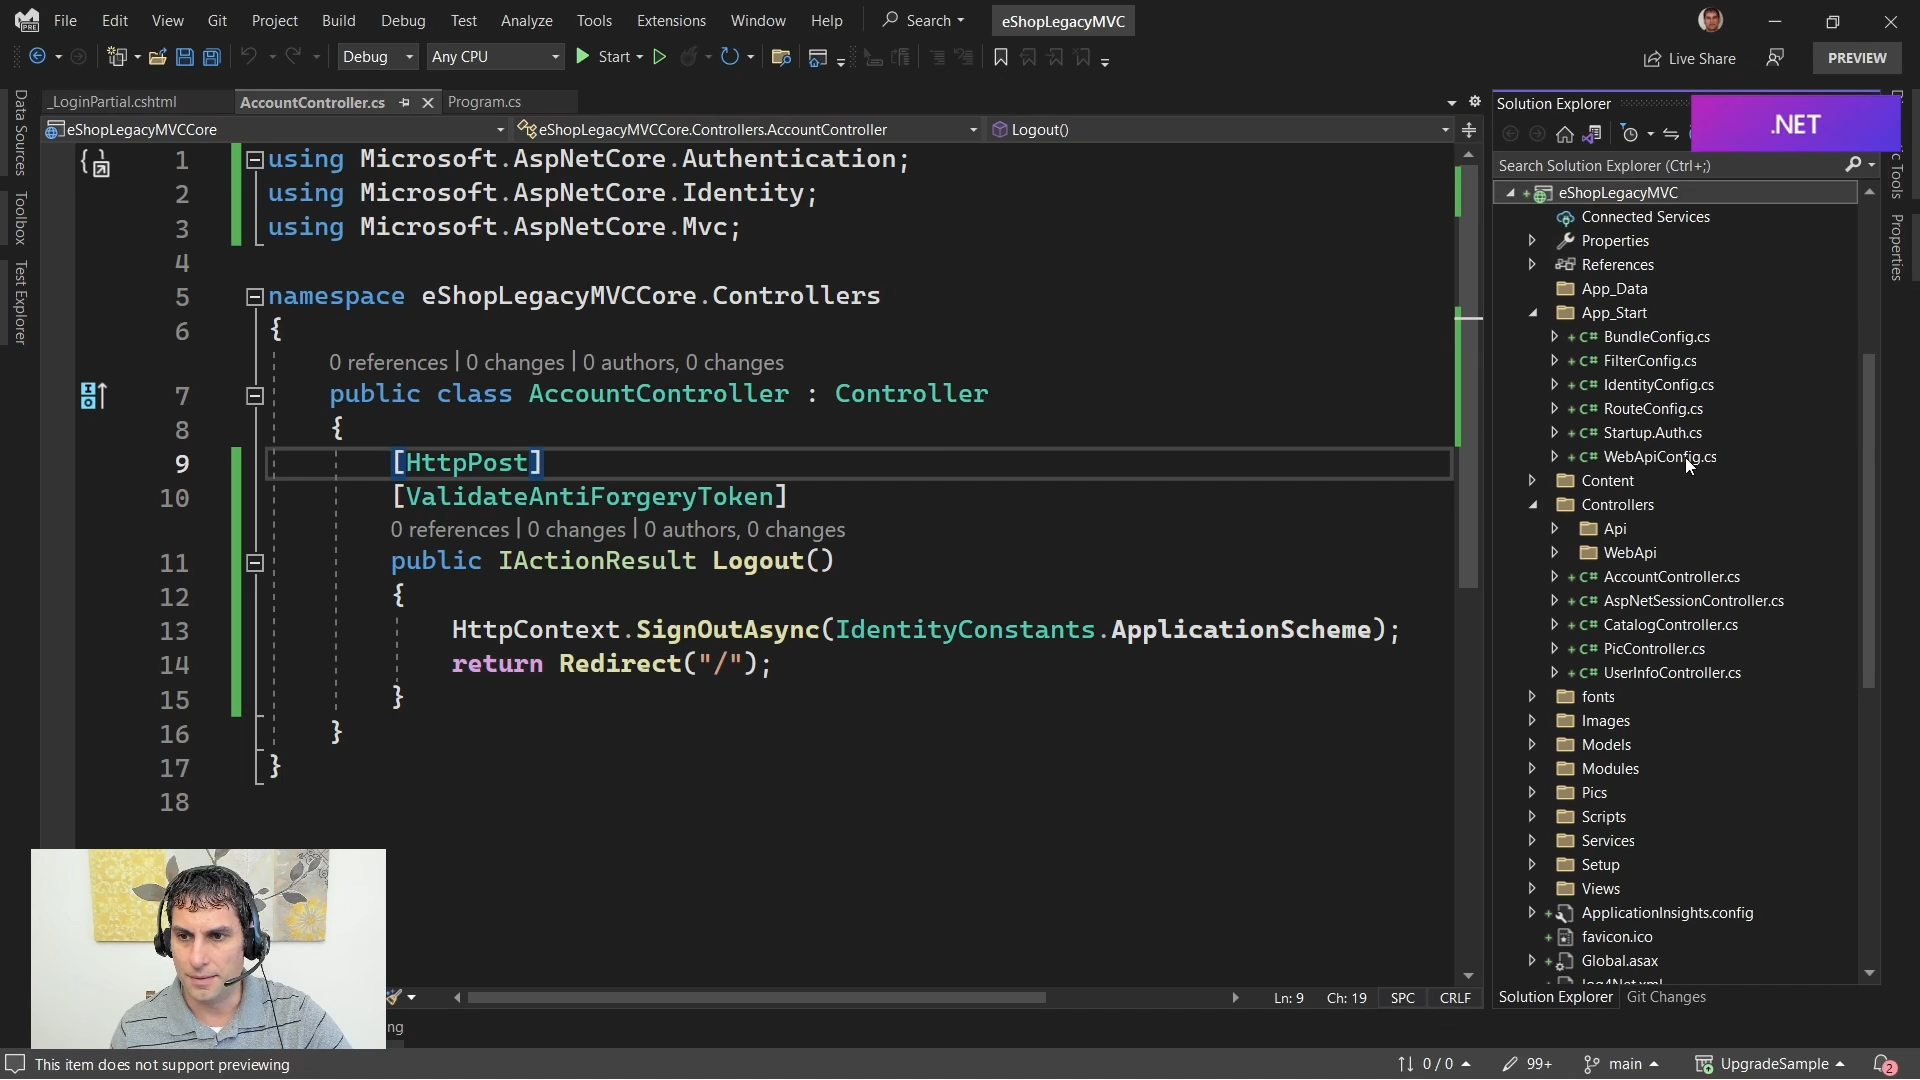 File Edit View Git Project Build Debug Test Analyze Tools Extensions Window Help Search eShopLegacyMVC
Debug Any CPU Start Live Share PREVIEW
Data Sources
Toolbox
Test Explorer
_LoginPartial.cshtml AccountController.cs Program.cs
eShopLegacyMVCCore eShopLegacyMVCCore.Controllers.AccountController Logout()
1 using Microsoft.AspNetCore.Authentication;
2 using Microsoft.AspNetCore.Identity;
3 using Microsoft.AspNetCore.Mvc;
4
5 namespace eShopLegacyMVCCore.Controllers
6 {
0 references | 0 changes | 0 authors, 0 changes
7 public class AccountController : Controller
8 {
9 [HttpPost]
10 [ValidateAntiForgeryToken]
0 references | 0 changes | 0 authors, 0 changes
11 public IActionResult Logout()
12 {
13 HttpContext.SignOutAsync(IdentityConstants.ApplicationScheme);
14 return Redirect("/");
15 }
16 }
17 }
18
Ln: 9 Ch: 19 SPC CRLF
Solution Explorer
.NET
Search Solution Explorer (Ctrl+;)
eShopLegacyMVC
Connected Services
Properties
References
App_Data
App_Start
C# BundleConfig.cs
C# FilterConfig.cs
C# IdentityConfig.cs
C# RouteConfig.cs
C# Startup.Auth.cs
C# WebApiConfig.cs
Content
Controllers
Api
WebApi
C# AccountController.cs
C# AspNetSessionController.cs
C# CatalogController.cs
C# PicController.cs
C# UserInfoController.cs
fonts
Images
Models
Modules
Pics
Scripts
Services
Setup
Views
ApplicationInsights.config
favicon.ico
Global.asax
Solution Explorer Git Changes
c Tools
Properties
ng
This item does not support previewing 0 / 0 99+ main UpgradeSample 2